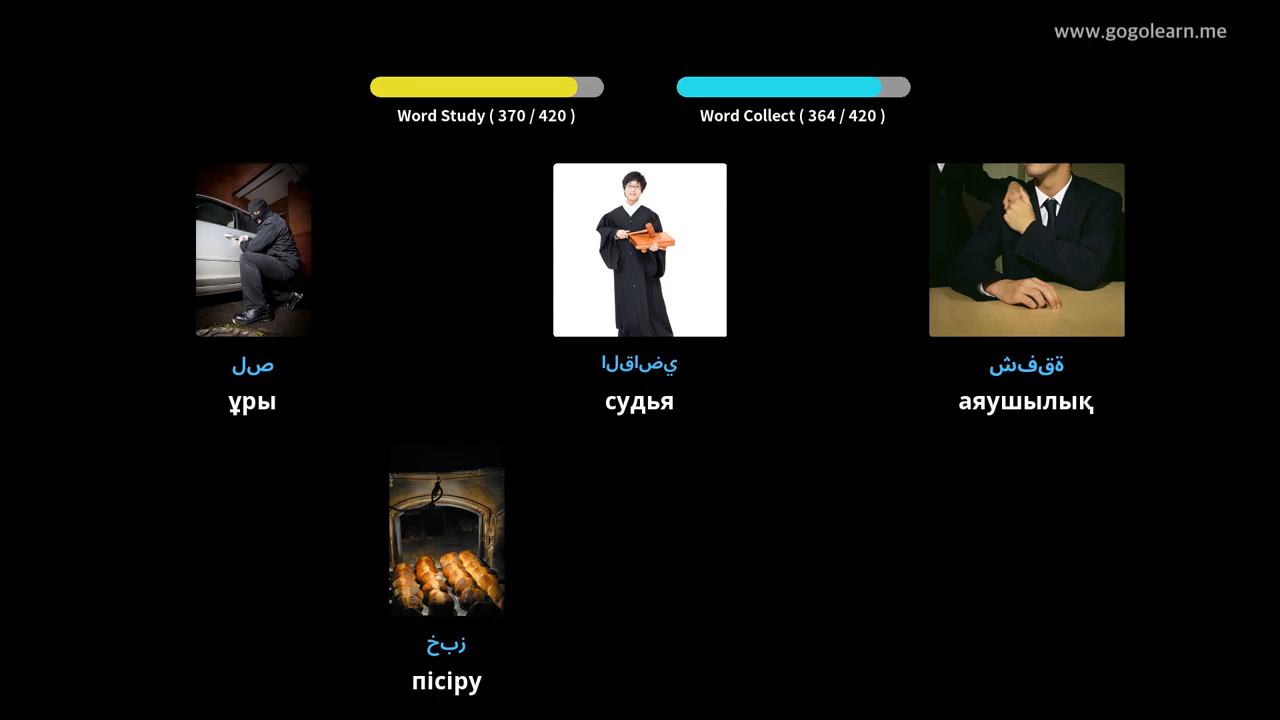 www.gogolearn.me
Word Study ( 370 / 420 )
Word Collect ( 364 / 420 )
لص
ұры
القاضي
судья
شفقة
аяушылық
خبز
пісіру